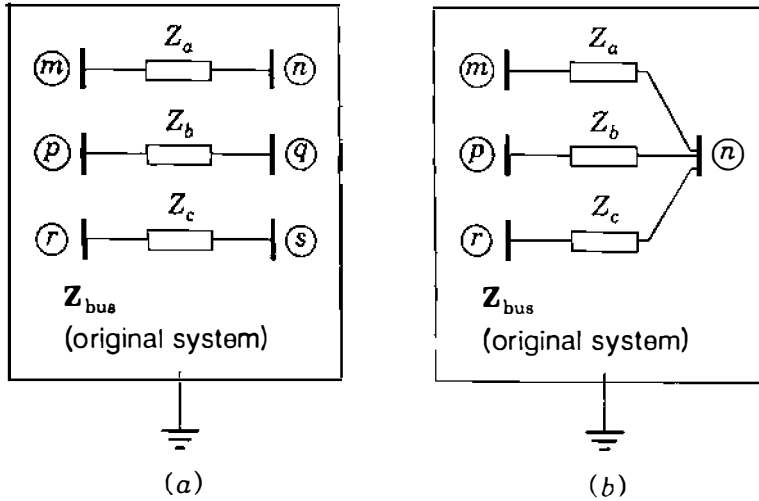 Z_a
m n
Z_b
p q
Z_c
r s
Z_bus
(original system)
(a)
Z_a
m
Z_b
p n
Z_c
r
Z_bus
(original system)
(b)